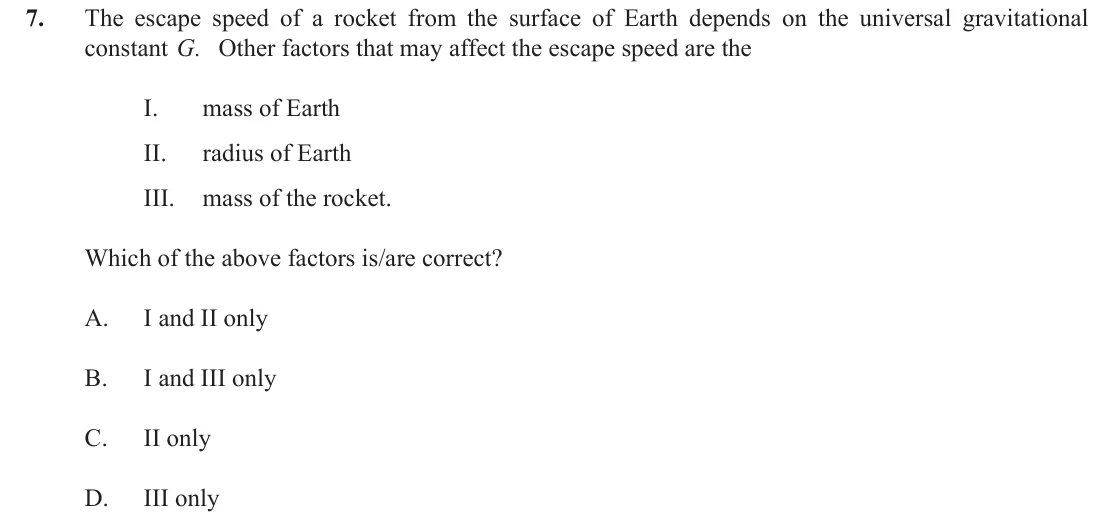 7. The escape speed of a rocket from the surface of Earth depends on the universal gravitational
constant G. Other factors that may affect the escape speed are the
I. mass of Earth
II. radius of Earth
III. mass of the rocket.
Which of the above factors is/are correct?
A. I and II only
B. I and III only
C. II only
D. III only